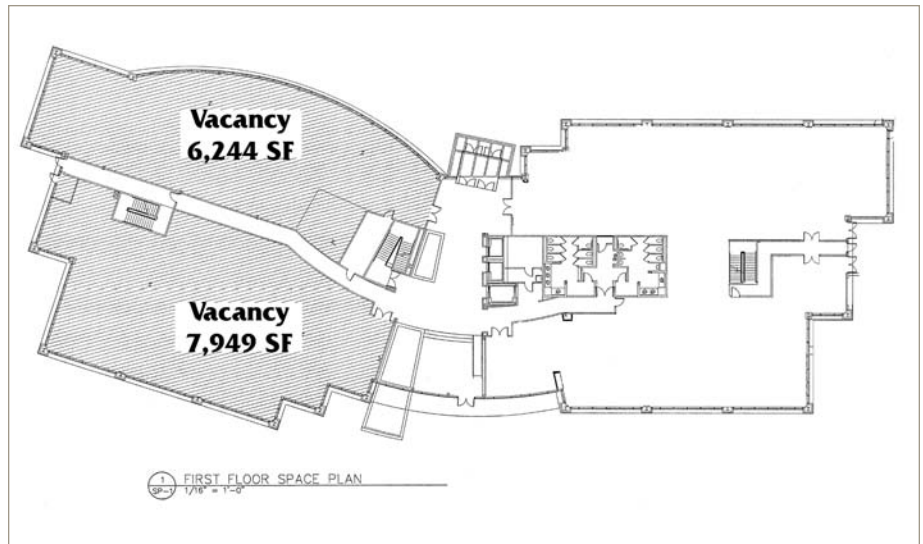 Vacancy
6,244 SF
Vacancy
7,949 SF
1
SP-1
FIRST FLOOR SPACE PLAN
1/16" = 1'-0"